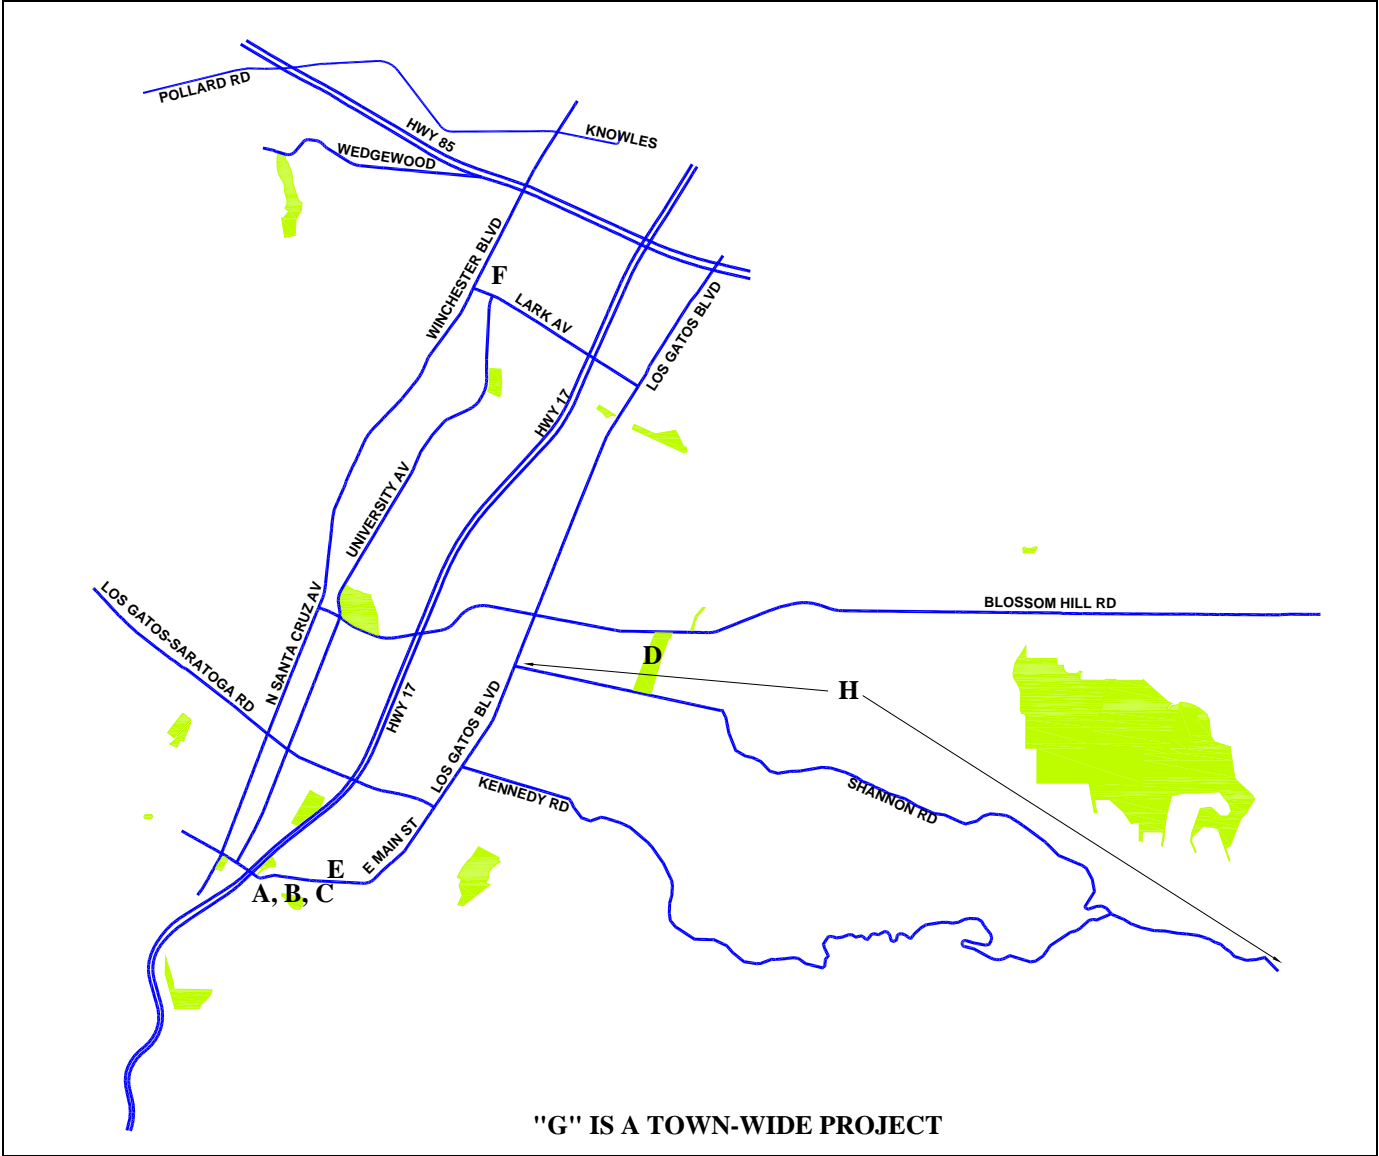 POLLARD RD
HWY 85
KNOWLES
WEDGEWOOD
WINCHESTER BLVD
F
LARK AV
LOS GATOS BLVD
HWY 17
UNIVERSITY AV
LOS GATOS-SARATOGA RD
N SANTA CRUZ AV
BLOSSOM HILL RD
D
H
HWY 17
LOS GATOS BLVD
KENNEDY RD
SHANNON RD
E MAIN ST
E
A, B, C
"G" IS A TOWN-WIDE PROJECT